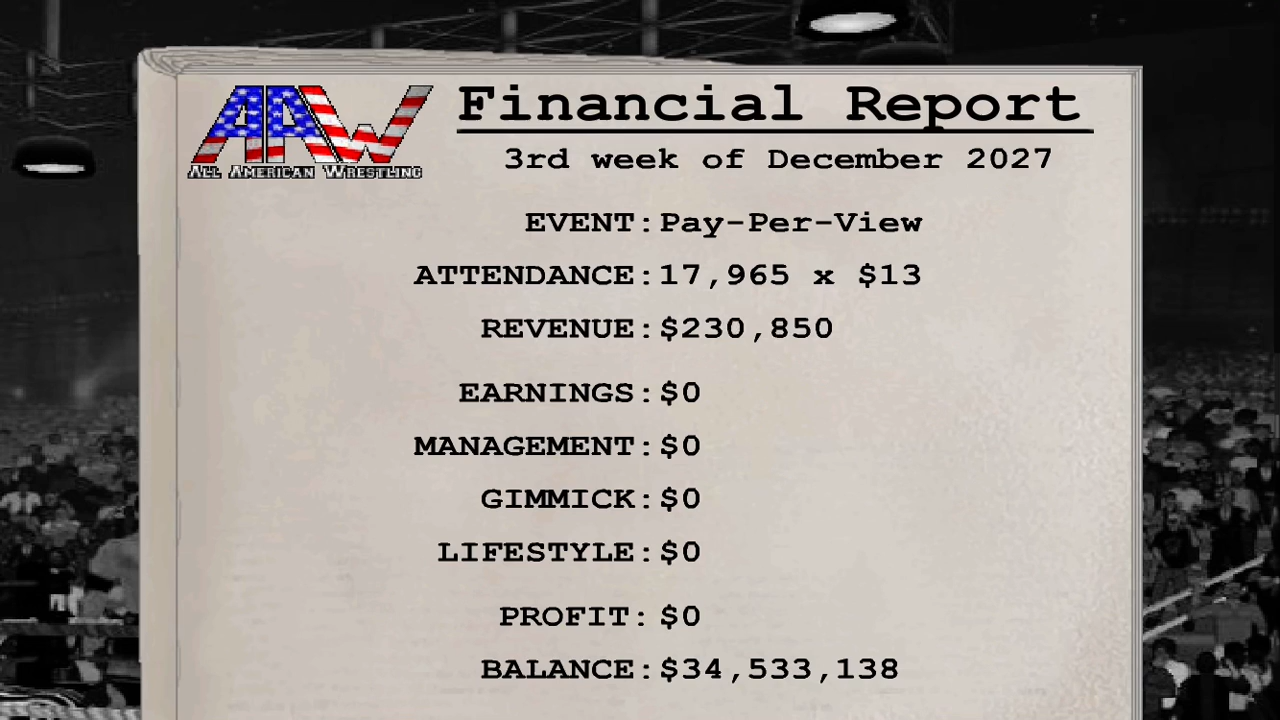 AAW
ALL AMERICAN WRESTLING
Financial Report
3rd week of December 2027
EVENT: Pay-Per-View
ATTENDANCE: 17,965 x $13
REVENUE: $230,850
EARNINGS: $0
MANAGEMENT: $0
GIMMICK: $0
LIFESTYLE: $0
PROFIT: $0
BALANCE: $34,533,138